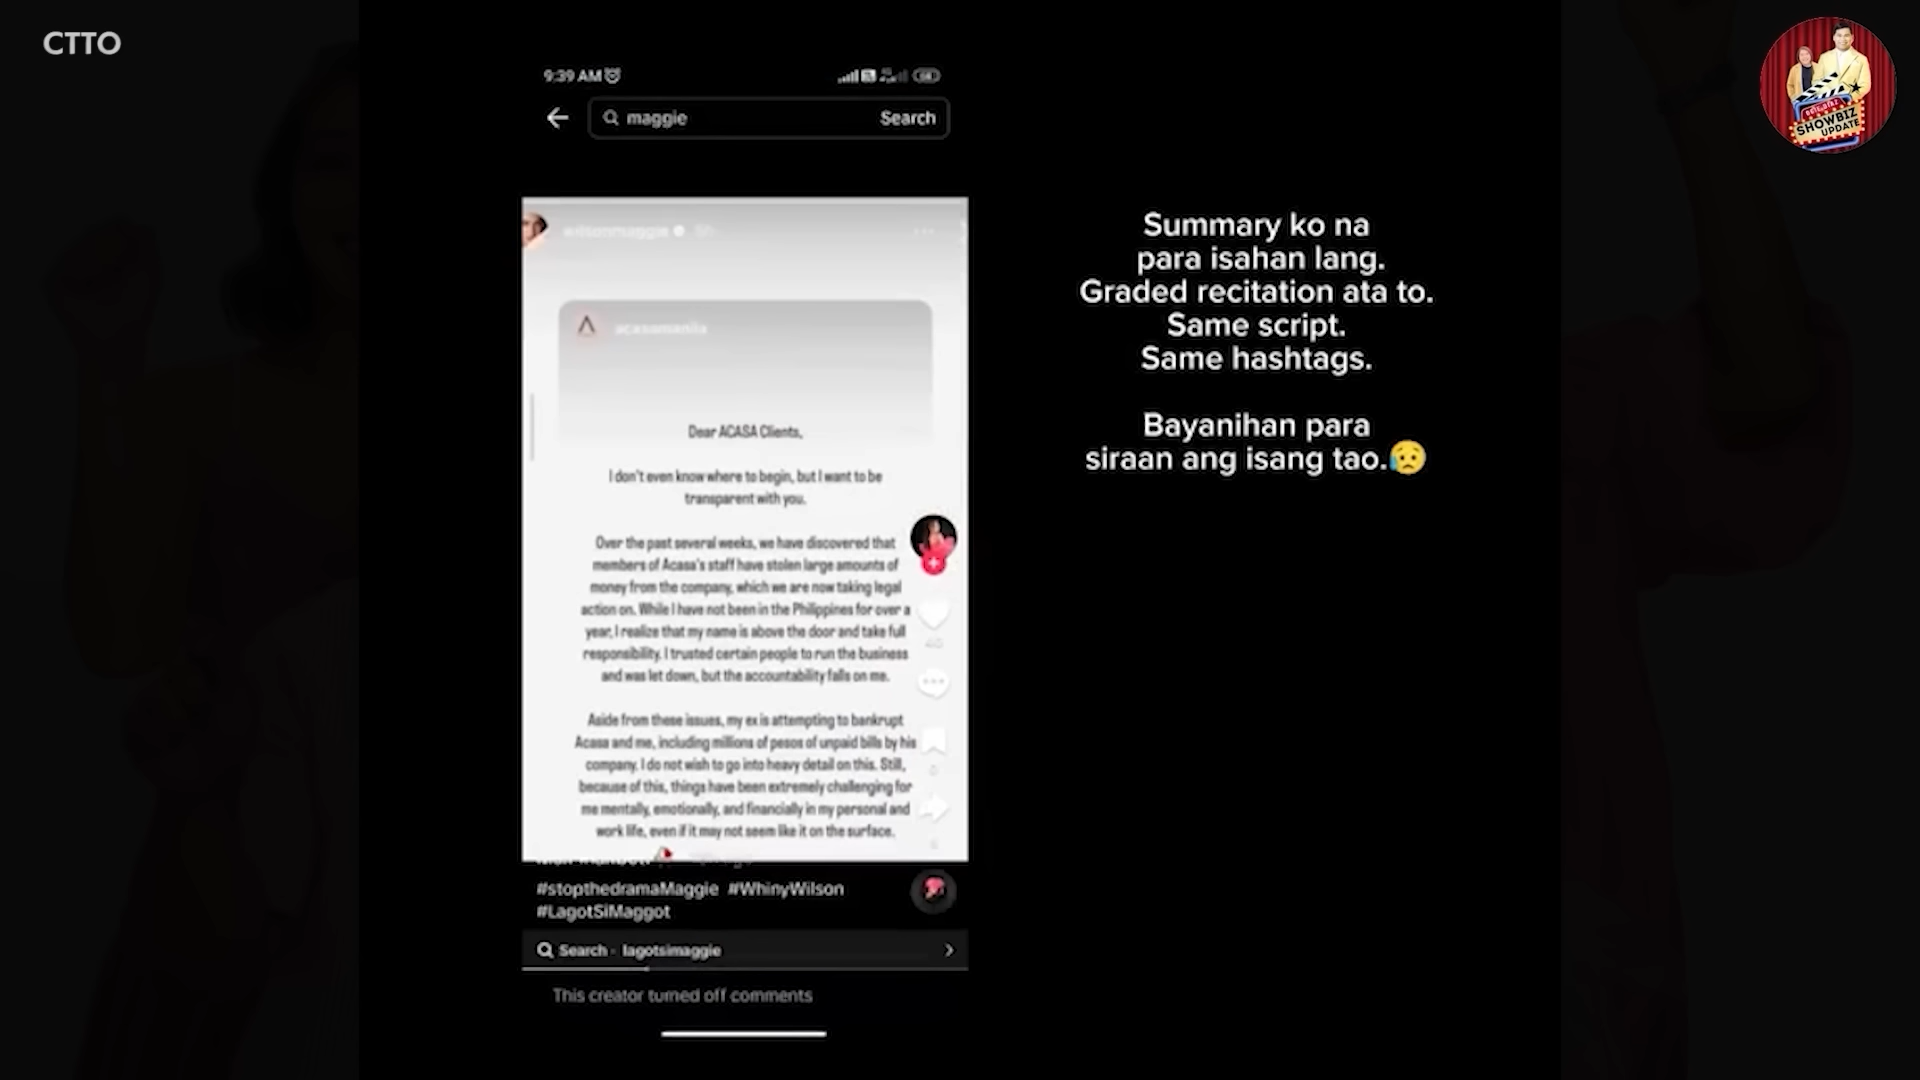 CTTO
SHOWBIZ
UPDATE
9:39 AM
maggie
Search
wilsonmaggie
acasamanila
Dear ACASA Clients,
I don't even know where to begin, but I want to be
transparent with you.
Over the past several weeks, we have discovered that
members of Acasa's staff have stolen large amounts of
money from the company, which we are now taking legal
action on. While I have not been in the Philippines for over a
year, I realize that my name is above the door and take full
responsibility. I trusted certain people to run the business
and was let down, but the accountability falls on me.
Aside from these issues, my ex is attempting to bankrupt
Acasa and me, including millions of pesos of unpaid bills by his
company. I do not wish to go into heavy detail on this. Still,
because of this, things have been extremely challenging for
me mentally, emotionally, and financially in my personal and
work life, even if it may not seem like it on the surface.
#stopthedramaMaggie #WhinyWilson
#LagotSiMaggot
Search · lagotsimaggie
This creator turned off comments
Summary ko na
para isahan lang.
Graded recitation ata to.
Same script.
Same hashtags.
Bayanihan para
siraan ang isang tao.😥